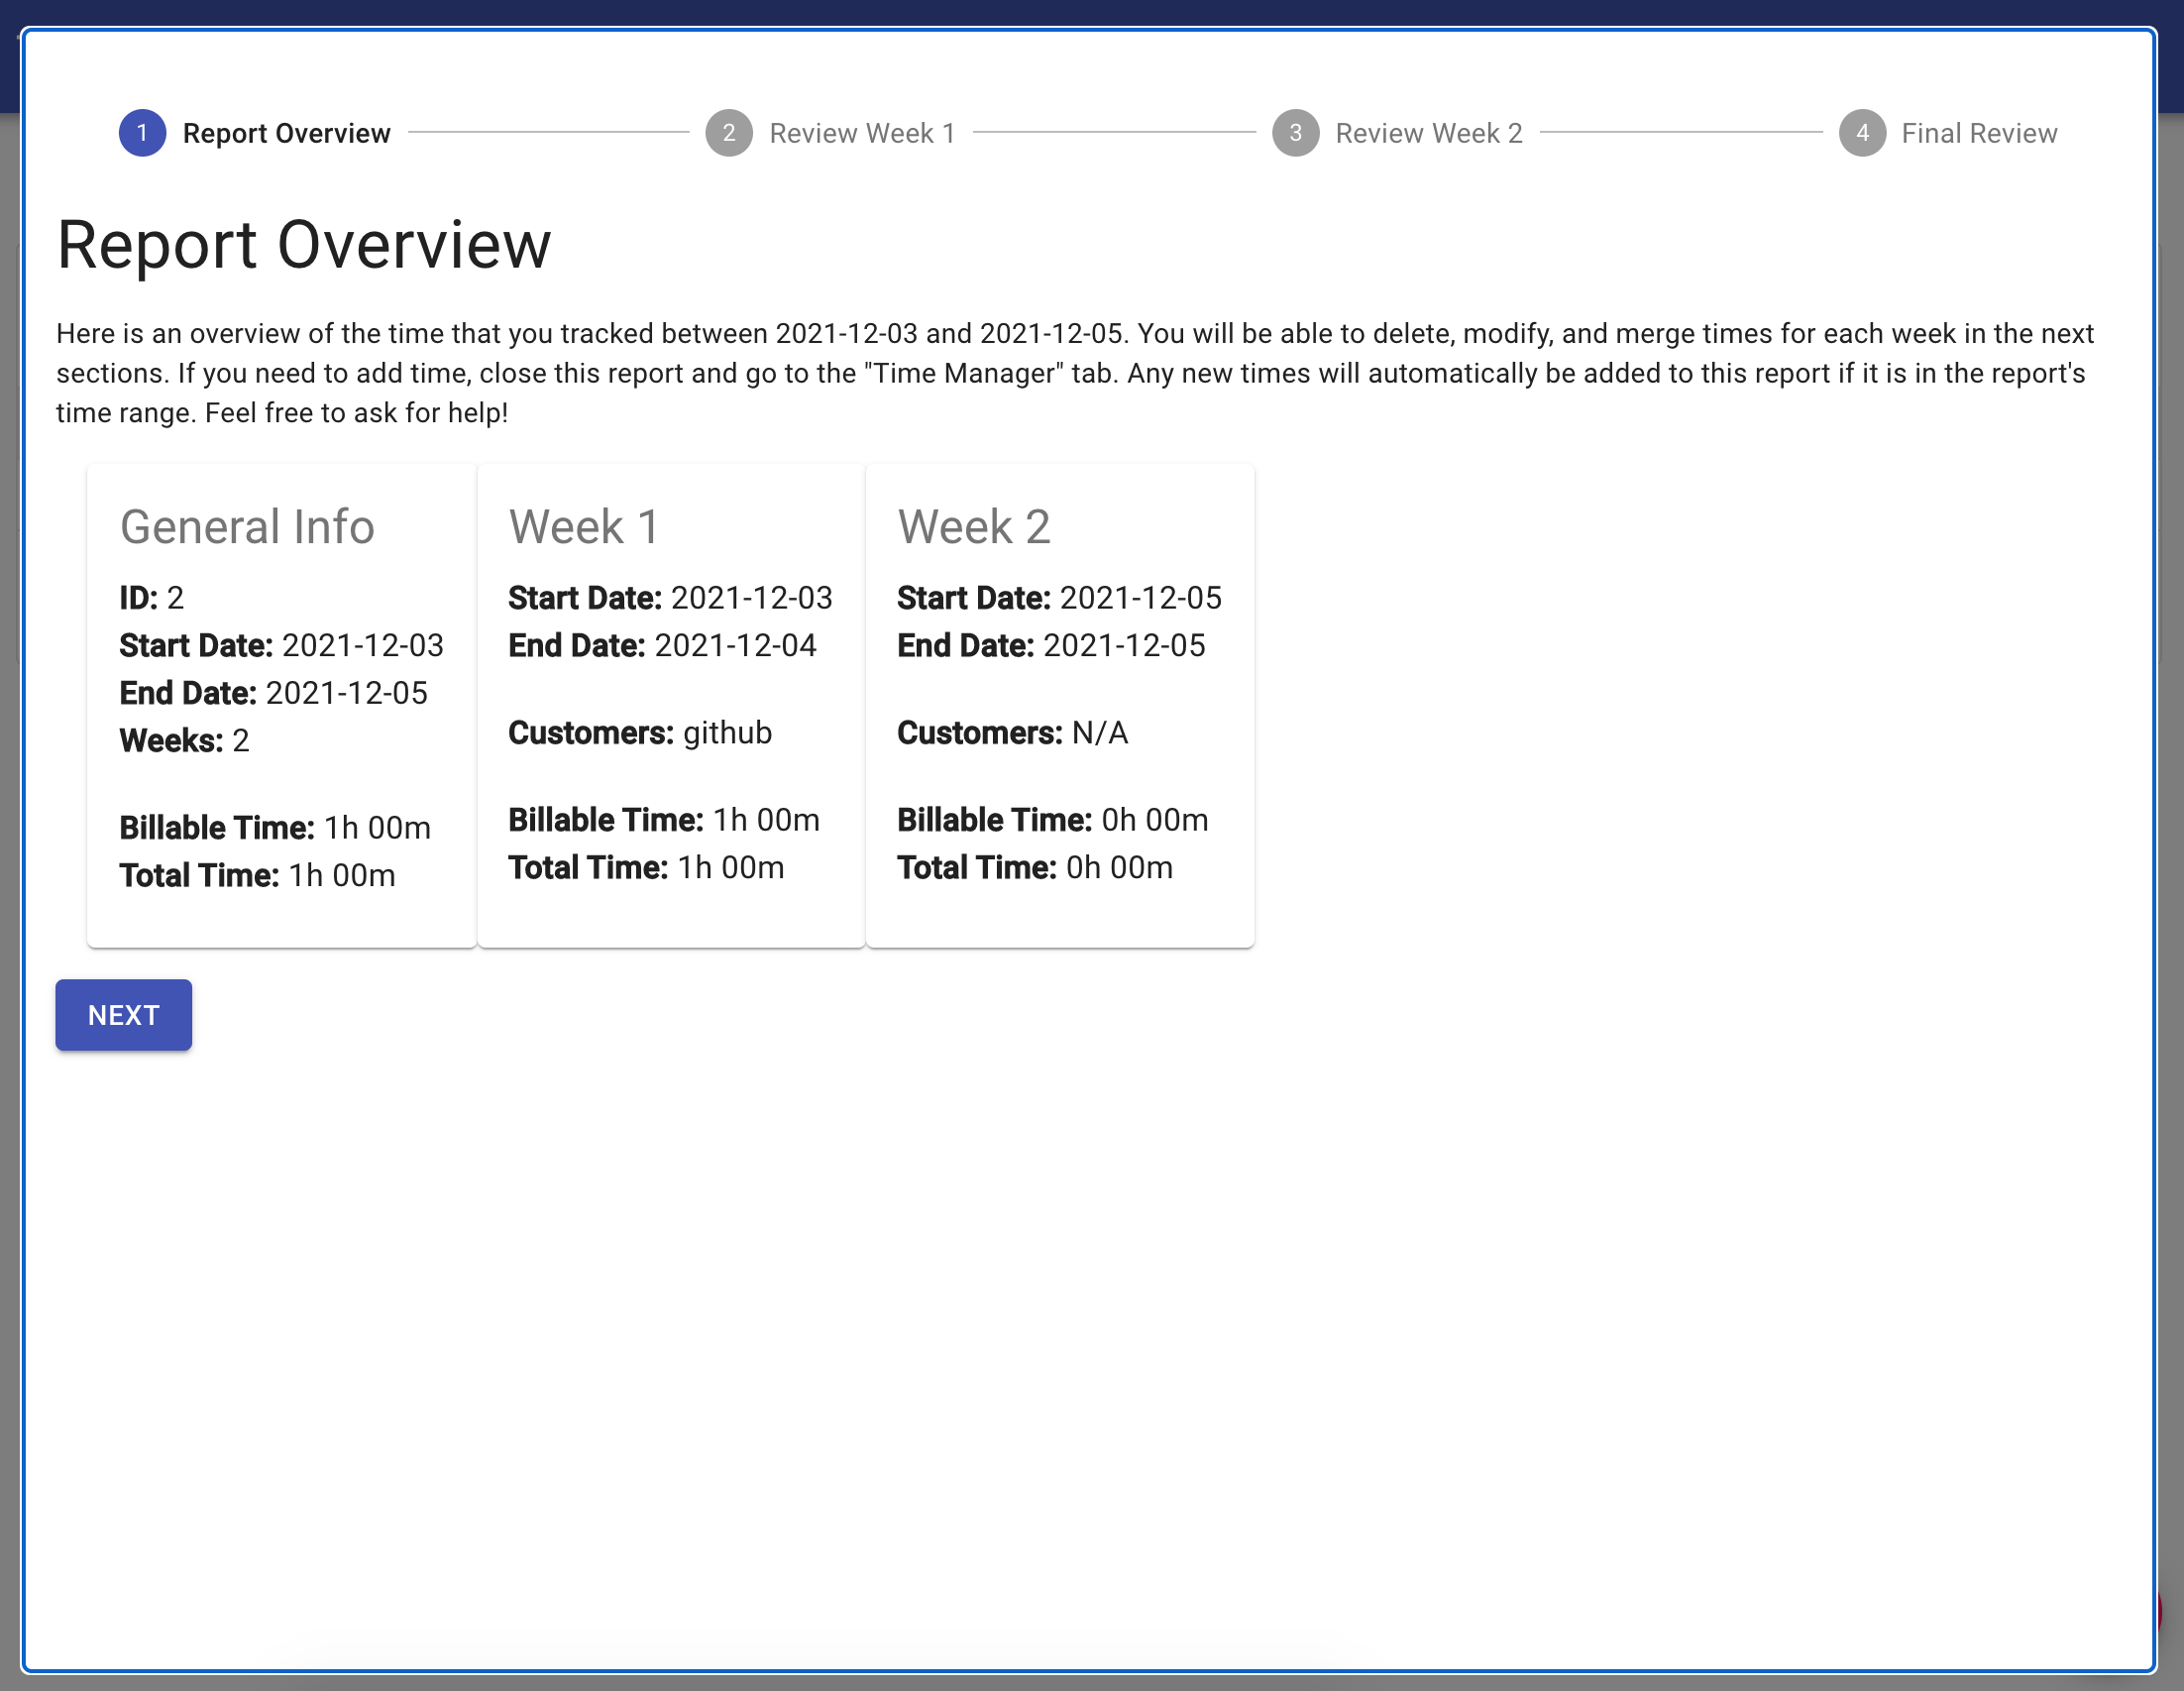 1 Report Overview 2 Review Week 1 3 Review Week 2 4 Final Review
Report Overview
Here is an overview of the time that you tracked between 2021-12-03 and 2021-12-05. You will be able to delete, modify, and merge times for each week in the next
sections. If you need to add time, close this report and go to the "Time Manager" tab. Any new times will automatically be added to this report if it is in the report's
time range. Feel free to ask for help!
General Info
ID: 2
Start Date: 2021-12-03
End Date: 2021-12-05
Weeks: 2
Billable Time: 1h 00m
Total Time: 1h 00m
Week 1
Start Date: 2021-12-03
End Date: 2021-12-04
Customers: github
Billable Time: 1h 00m
Total Time: 1h 00m
Week 2
Start Date: 2021-12-05
End Date: 2021-12-05
Customers: N/A
Billable Time: 0h 00m
Total Time: 0h 00m
NEXT